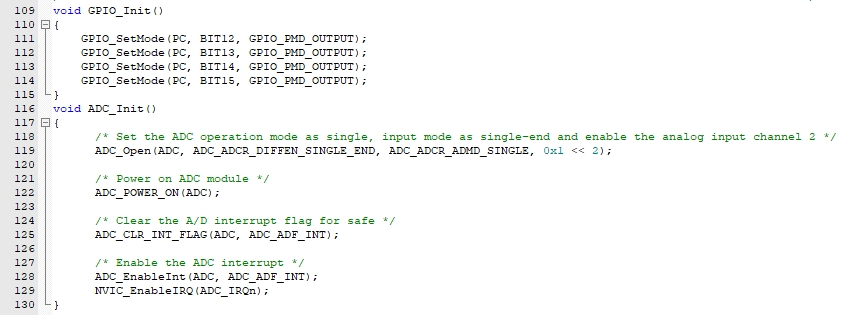 109 void GPIO_Init()
110 {
111 GPIO_SetMode(PC, BIT12, GPIO_PMD_OUTPUT);
112 GPIO_SetMode(PC, BIT13, GPIO_PMD_OUTPUT);
113 GPIO_SetMode(PC, BIT14, GPIO_PMD_OUTPUT);
114 GPIO_SetMode(PC, BIT15, GPIO_PMD_OUTPUT);
115 }
116 void ADC_Init()
117 {
118 /* Set the ADC operation mode as single, input mode as single-end and enable the analog input channel 2 */
119 ADC_Open(ADC, ADC_ADCR_DIFFEN_SINGLE_END, ADC_ADCR_ADMD_SINGLE, 0x1 << 2);
120
121 /* Power on ADC module */
122 ADC_POWER_ON(ADC);
123
124 /* Clear the A/D interrupt flag for safe */
125 ADC_CLR_INT_FLAG(ADC, ADC_ADF_INT);
126
127 /* Enable the ADC interrupt */
128 ADC_EnableInt(ADC, ADC_ADF_INT);
129 NVIC_EnableIRQ(ADC_IRQn);
130 }